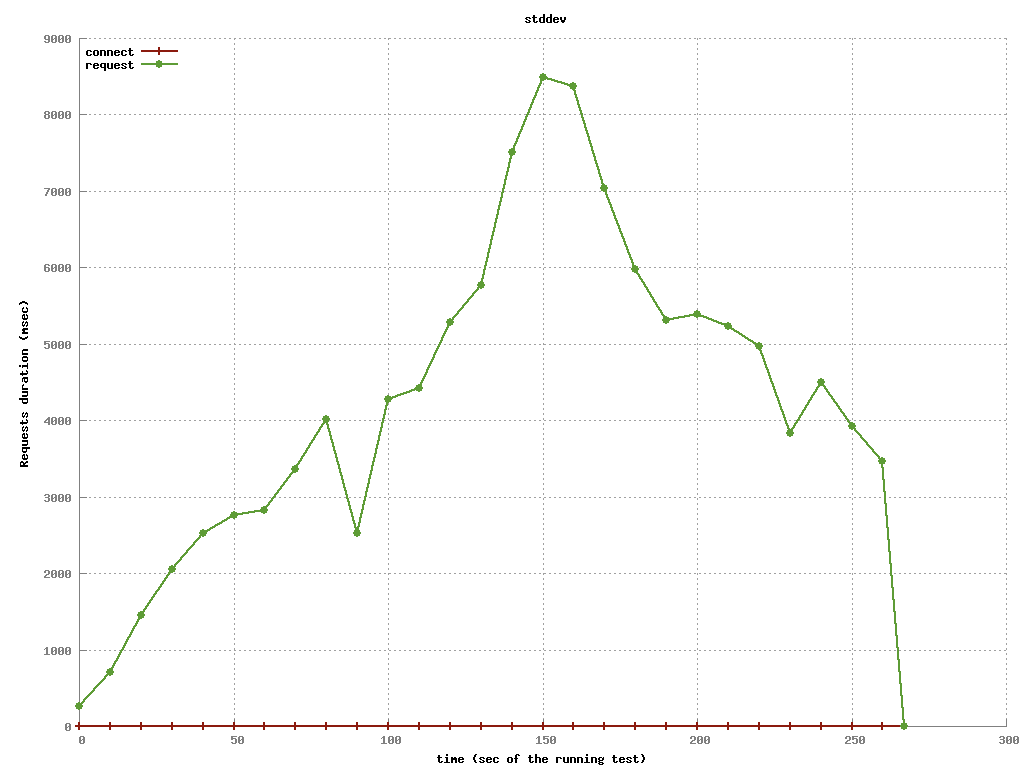 stddev
9000
connect
request
8000
7000
6000
5000
4000
3000
2000
1000
0
Requests duration (msec)
0 50 100 150 200 250 300
time (sec of the running test)